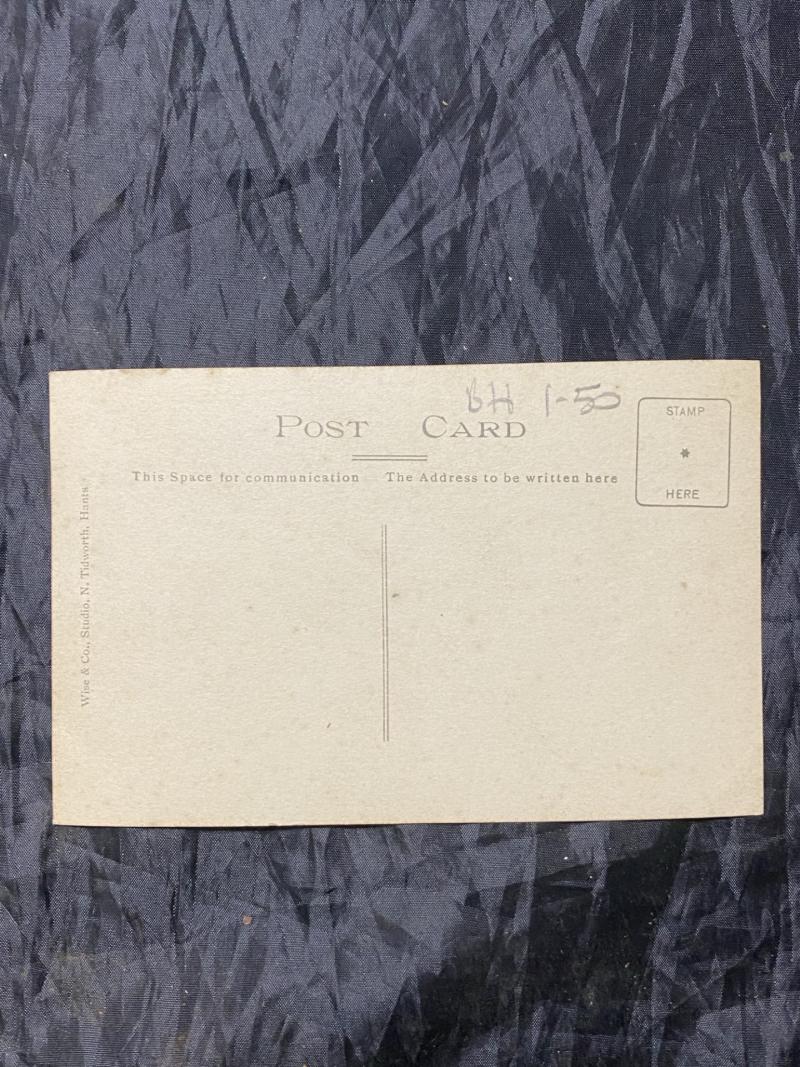 BH 1-50
POST CARD
STAMP
*
HERE
This Space for communication
The Address to be written here
Wise & Co., Studio, N. Tidworth, Hants.